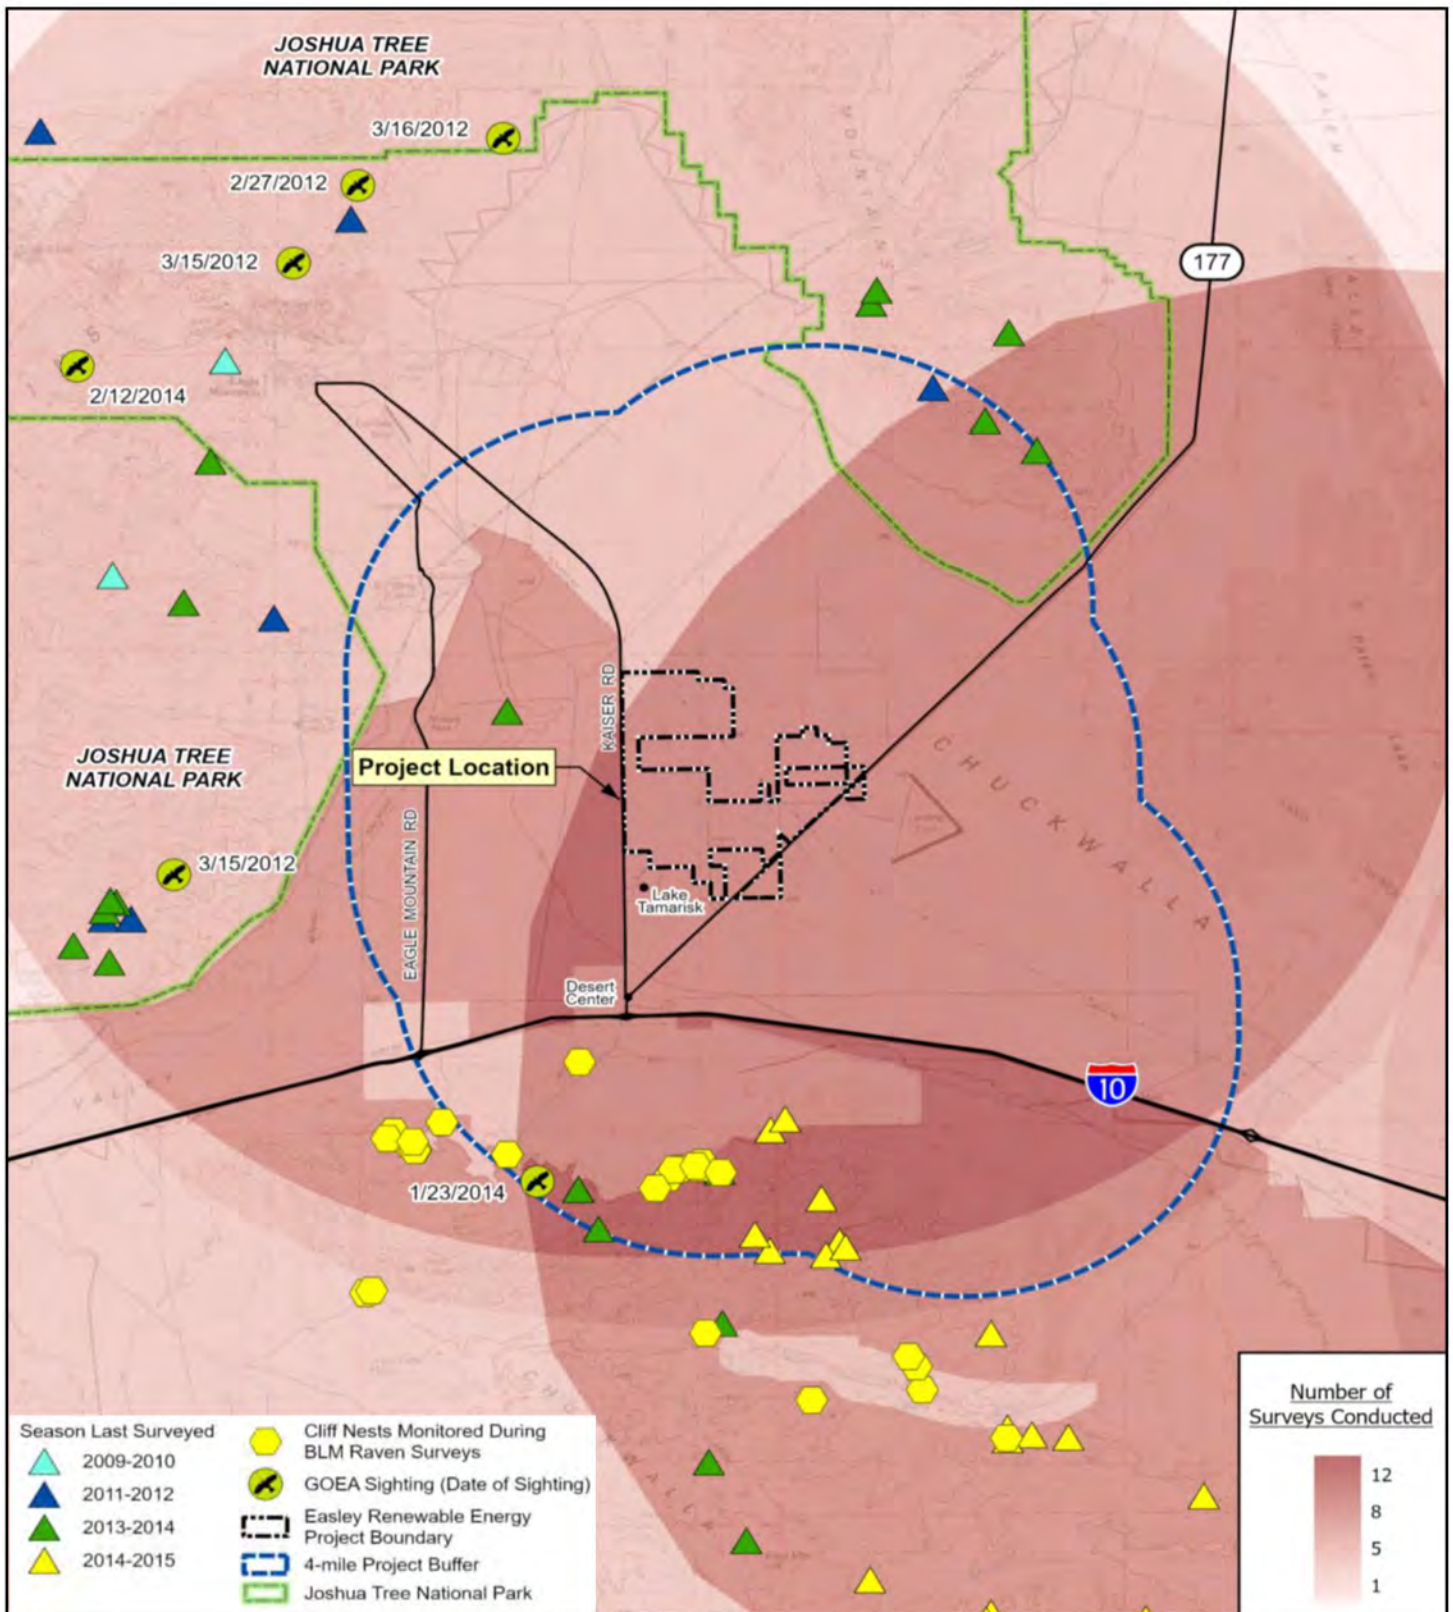 JOSHUA TREE
NATIONAL PARK
3/16/2012
2/27/2012
3/15/2012
177
2/12/2014
KAISER RD
Project Location
JOSHUA TREE
NATIONAL PARK
CHUCKWALLA
3/15/2012
EAGLE MOUNTAIN RD
Lake
Tamarisk
Desert
Center
10
VALLEY
1/23/2014
Season Last Surveyed
2009-2010
2011-2012
2013-2014
2014-2015
Cliff Nests Monitored During
BLM Raven Surveys
GOEA Sighting (Date of Sighting)
Easley Renewable Energy
Project Boundary
4-mile Project Buffer
Joshua Tree National Park
Number of
Surveys Conducted
12
8
5
1